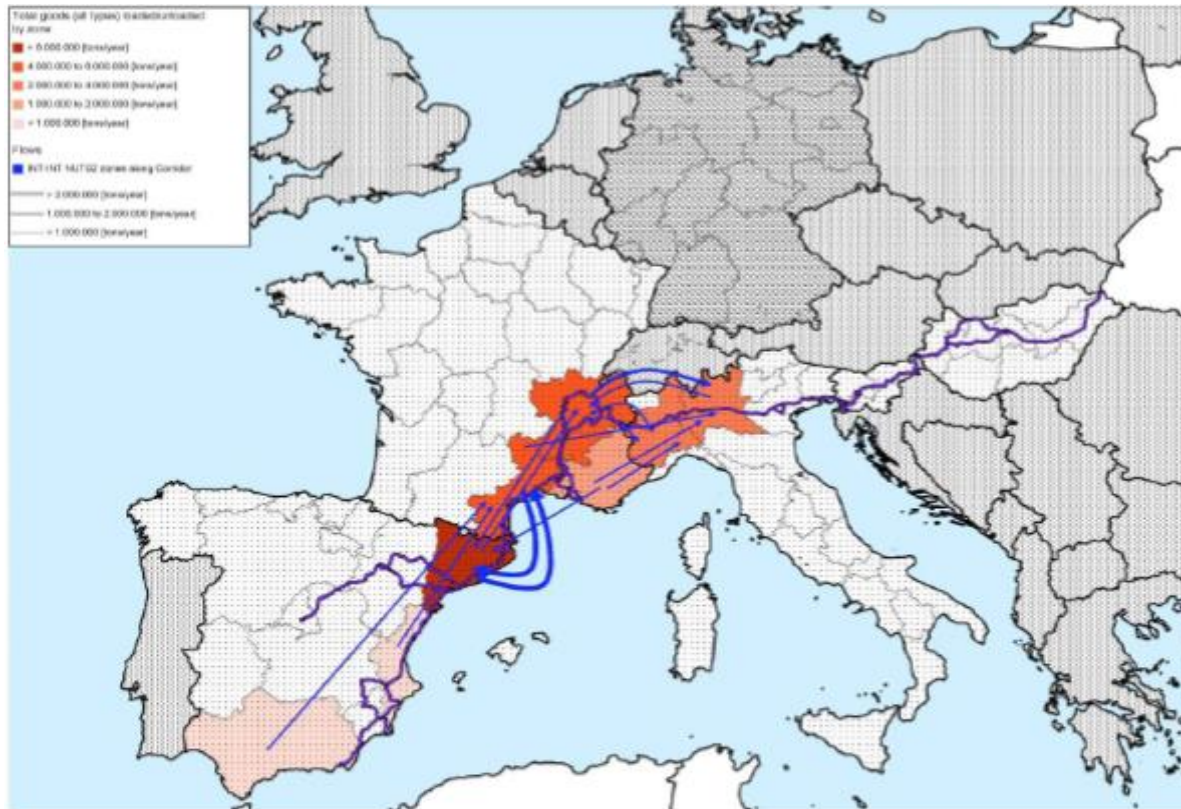 Total goods (all types) loaded/unloaded
by zone
> 6.000.000 [tons/year]
4.000.000 to 6.000.000 [tons/year]
2.000.000 to 4.000.000 [tons/year]
1.000.000 to 2.000.000 [tons/year]
< 1.000.000 [tons/year]
Flows
INT-INT NUTS2 zones along Corridor
> 2.000.000 [tons/year]
1.000.000 to 2.000.000 [tons/year]
< 1.000.000 [tons/year]